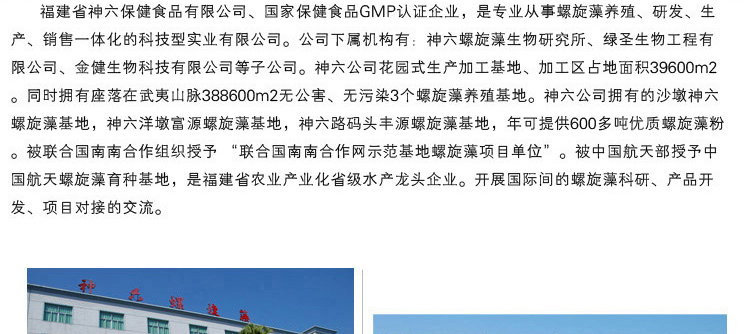 福建省神六保健食品有限公司、国家保健食品GMP认证企业，是专业从事螺旋藻养殖、研发、生
产、销售一体化的科技型实业有限公司。公司下属机构有：神六螺旋藻生物研究所、绿圣生物工程有
限公司、金健生物科技有限公司等子公司。神六公司花园式生产加工基地、加工区占地面积39600m2
。同时拥有座落在武夷山脉388600m2无公害、无污染3个螺旋藻养殖基地。神六公司拥有的沙墩神六
螺旋藻基地，神六洋墩富源螺旋藻基地，神六路码头丰源螺旋藻基地，年可提供600多吨优质螺旋藻粉
。被联合国南南合作组织授予 “联合国南南合作网示范基地螺旋藻项目单位”。被中国航天部授予中
国航天螺旋藻育种基地，是福建省农业产业化省级水产龙头企业。开展国际间的螺旋藻科研、产品开
发、项目对接的交流。
神六螺旋藻